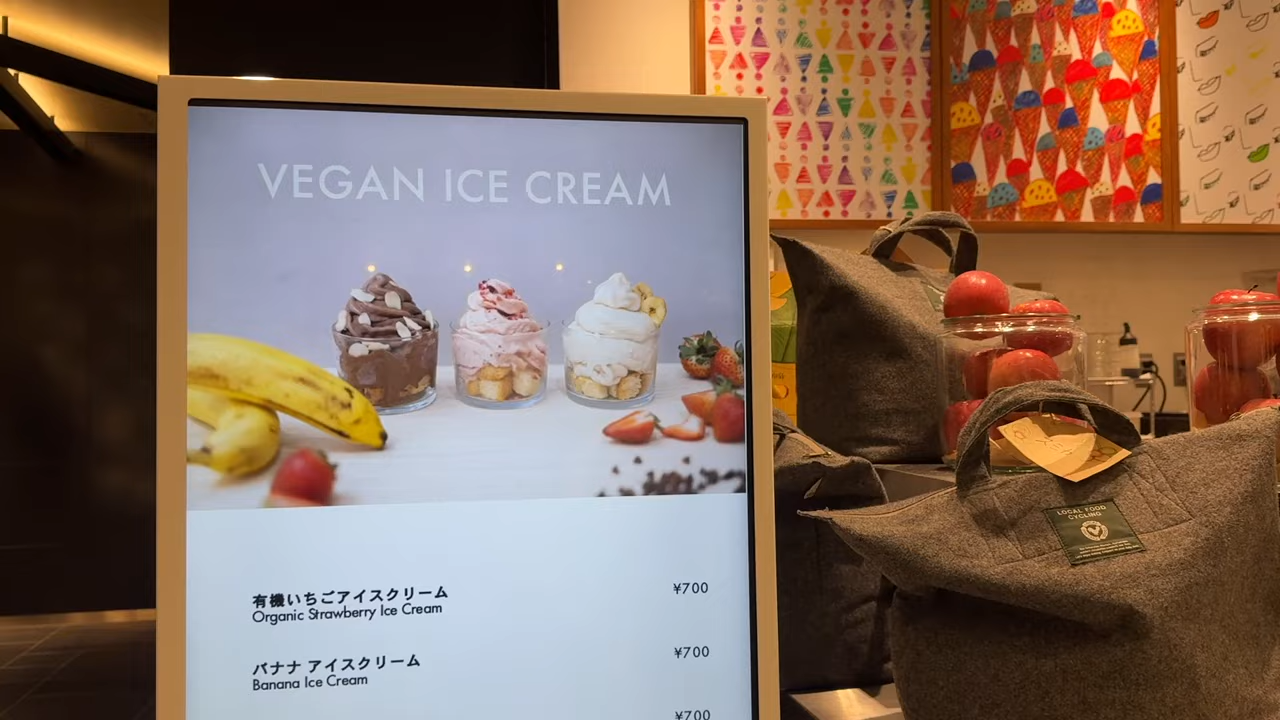 VEGAN ICE CREAM
有機いちごアイスクリーム
Organic Strawberry Ice Cream
¥700
バナナ アイスクリーム
Banana Ice Cream
¥700
¥700
LOCAL FOOD
CYCLING